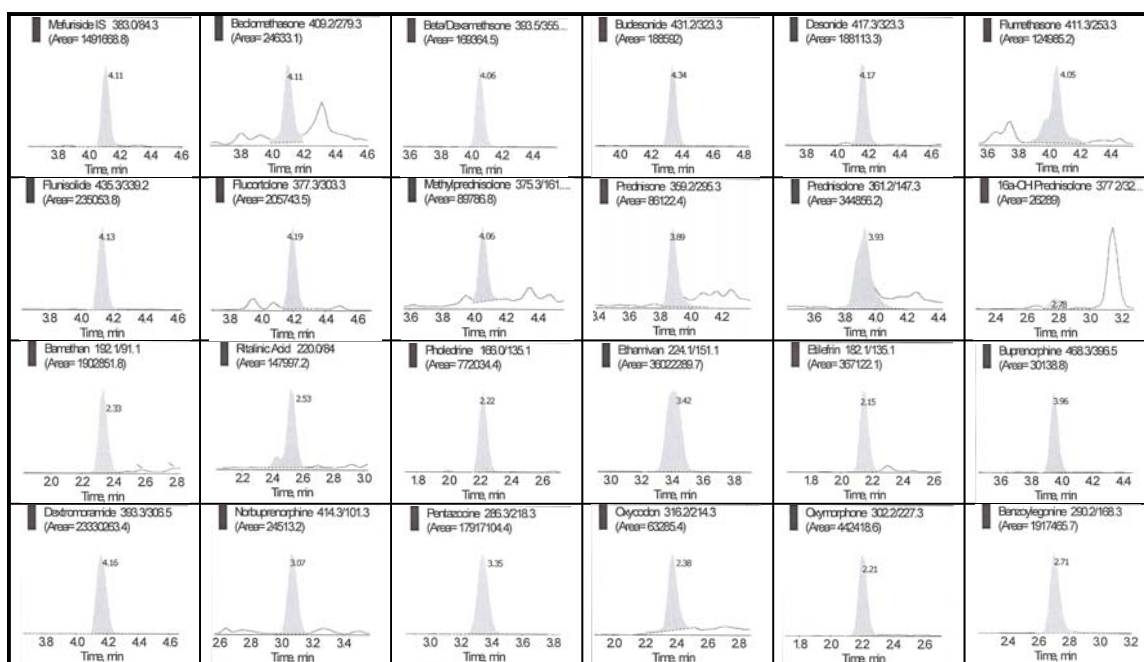 Mefuriside IS 383.0/84.3
(Area= 1491668.8)
4.11
3.8 4.0 4.2 4.4 4.6
Time, min
Beclomethasone 409.2/279.3
(Area= 24633.1)
4.11
3.6 3.8 4.0 4.2 4.4 4.6
Time, min
Beta/Dexamethsone 393.5/355....
(Area= 169364.5)
4.06
3.8 4.0 4.2 4.4
Time, min
Budesonide 431.2/323.3
(Area= 188592)
4.34
4.0 4.2 4.4 4.6 4.8
Time, min
Desonide 417.3/323.3
(Area= 188113.3)
4.17
3.8 4.0 4.2 4.4 4.6
Time, min
Flumethasone 411.3/253.3
(Area= 124985.2)
4.05
3.6 3.8 4.0 4.2 4.4
Time, min
Flunisolide 435.3/339.2
(Area= 235053.8)
4.13
3.8 4.0 4.2 4.4 4.6
Time, min
Flucortolone 377.3/303.3
(Area= 205743.5)
4.19
3.8 4.0 4.2 4.4 4.6
Time, min
Methylprednisolone 375.3/161....
(Area= 89786.8)
4.06
3.6 3.8 4.0 4.2 4.4
Time, min
Prednisone 359.2/295.3
(Area= 86122.4)
3.89
3.4 3.6 3.8 4.0 4.2
Time, min
Prednisolone 361.2/147.3
(Area= 344856.2)
3.93
3.6 3.8 4.0 4.2 4.4
Time, min
16a-OH Prednisolone 377.2/32...
(Area= 26289)
2.78
2.4 2.6 2.8 3.0 3.2
Time, min
Bamethan 192.1/91.1
(Area= 1902851.8)
2.33
2.0 2.2 2.4 2.6 2.8
Time, min
Ritalinic Acid 220.0/84
(Area= 147997.2)
2.53
2.2 2.4 2.6 2.8 3.0
Time, min
Pholedrine 166.0/135.1
(Area= 772034.4)
2.22
1.8 2.0 2.2 2.4 2.6
Time, min
Ethamivan 224.1/151.1
(Area= 36022289.7)
3.42
3.2 3.4 3.6 3.8
Time, min
Etilefrin 182.1/135.1
(Area= 367122.1)
2.15
1.8 2.0 2.2 2.4 2.6
Time, min
Buprenorphine 468.3/396.5
(Area= 30138.8)
3.96
3.6 3.8 4.0 4.2 4.4
Time, min
Dextromoramide 393.3/306.5
(Area= 23330263.4)
4.16
3.8 4.0 4.2 4.4 4.6
Time, min
Norbuprenorphine 414.3/101.3
(Area= 24513.2)
3.07
2.6 2.8 3.0 3.2 3.4
Time, min
Pentazocine 286.3/218.3
(Area= 17917104.4)
3.35
3.0 3.2 3.4 3.6
Time, min
Oxycodon 316.2/214.3
(Area= 63285.4)
2.38
2.0 2.2 2.4 2.6 2.8
Time, min
Oxymorphone 302.2/227.3
(Area= 442418.6)
2.21
1.8 2.0 2.2 2.4 2.6
Time, min
Benzoylegonine 290.2/168.3
(Area= 1917465.7)
2.71
2.4 2.6 2.8 3.0 3.2
Time, min